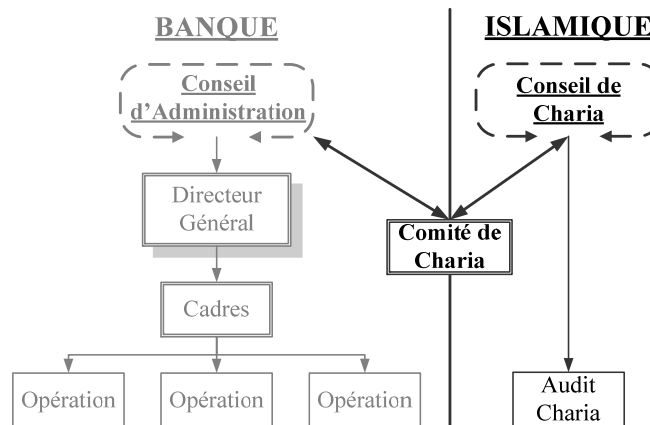 BANQUE
ISLAMIQUE
Conseil
d'Administration
Conseil de
Charia
Directeur
Général
Comité de
Charia
Cadres
Opération
Opération
Opération
Audit
Charia